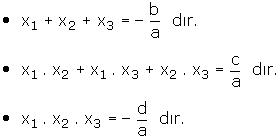 • x₁ + x₂ + x₃ = − b/a dır.
• x₁ . x₂ + x₁ . x₃ + x₂ . x₃ = c/a dır.
• x₁ . x₂ . x₃ = − d/a dır.